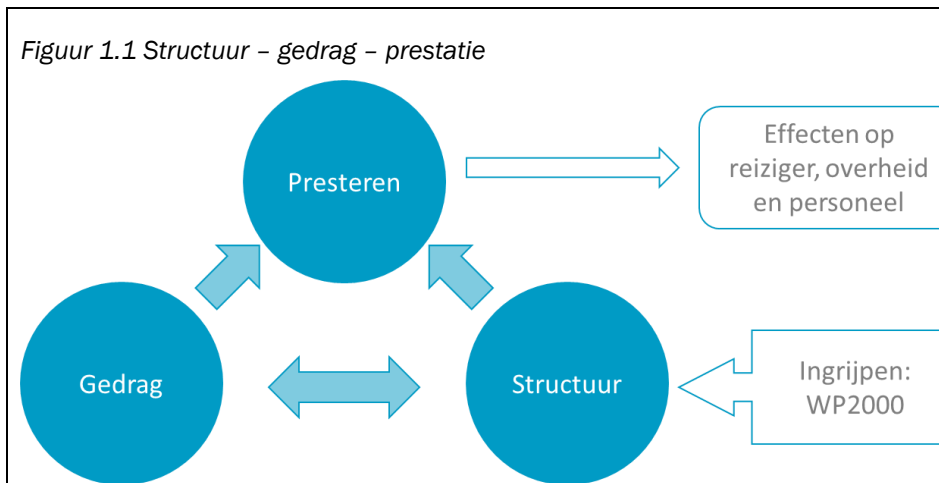 Figuur 1.1 Structuur – gedrag – prestatie
Presteren
Effecten op
reiziger, overheid
en personeel
Gedrag
Structuur
Ingrijpen:
WP2000